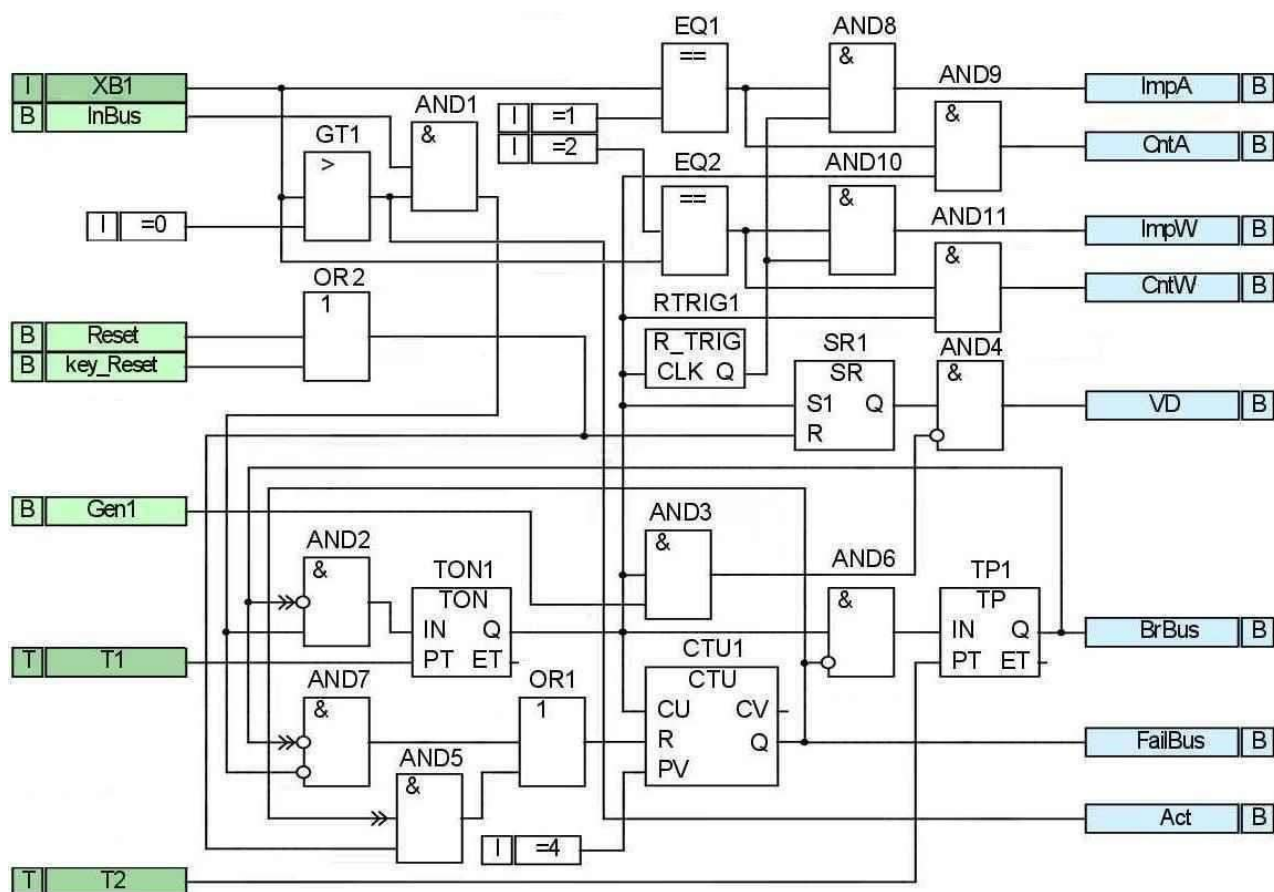 EQ1
AND8
==
&
AND9
I XB1
ImpA B
B InBus
AND1
&
I =1
&
GT1
CntA B
>
I =2
EQ2
AND10
==
&
AND11
I =0
ImpW B
OR2
&
1
CntW B
RTRIG1
B Reset
R_TRIG
SR1
AND4
B key_Reset
CLK Q
SR
&
S1 Q
VD B
R
B Gen1
AND3
AND2
&
AND6
&
TON1
&
TP1
TON
TP
IN Q
IN Q
BrBus B
T T1
PT ET
CTU1
PT ET
AND7
OR1
CTU
&
1
CU CV
R Q
FailBus B
AND5
PV
&
Act B
I =4
T T2